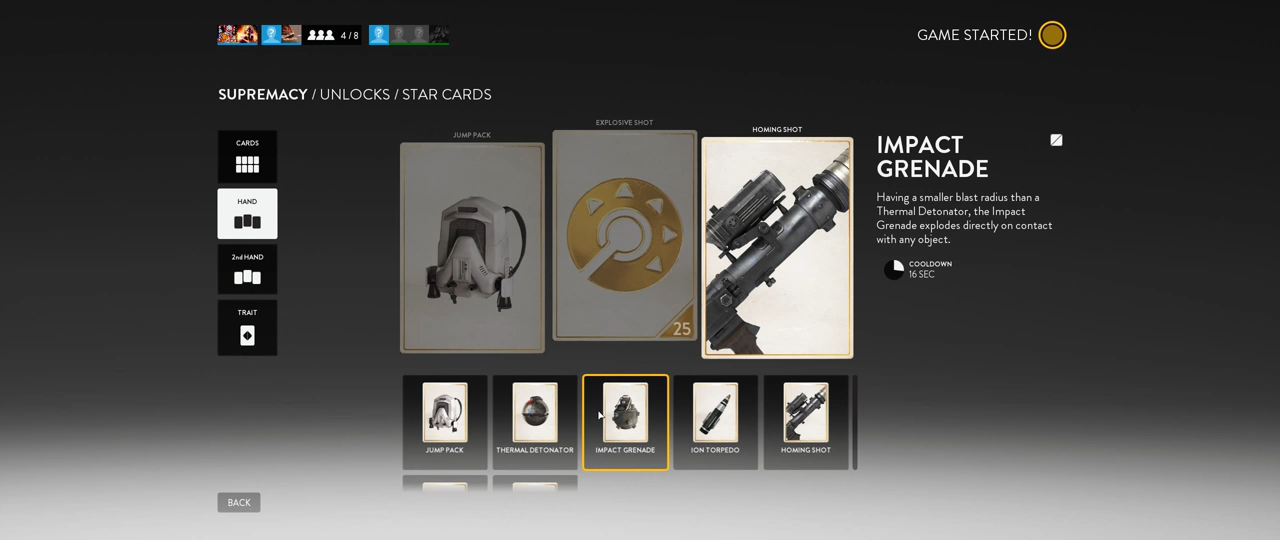 4 / 8
GAME STARTED!
SUPREMACY / UNLOCKS / STAR CARDS
CARDS
HAND
2nd HAND
TRAIT
JUMP PACK
EXPLOSIVE SHOT
HOMING SHOT
25
IMPACT
GRENADE
Having a smaller blast radius than a
Thermal Detonator, the Impact
Grenade explodes directly on contact
with any object.
COOLDOWN
16 SEC
JUMP PACK
THERMAL DETONATOR
IMPACT GRENADE
ION TORPEDO
HOMING SHOT
BACK